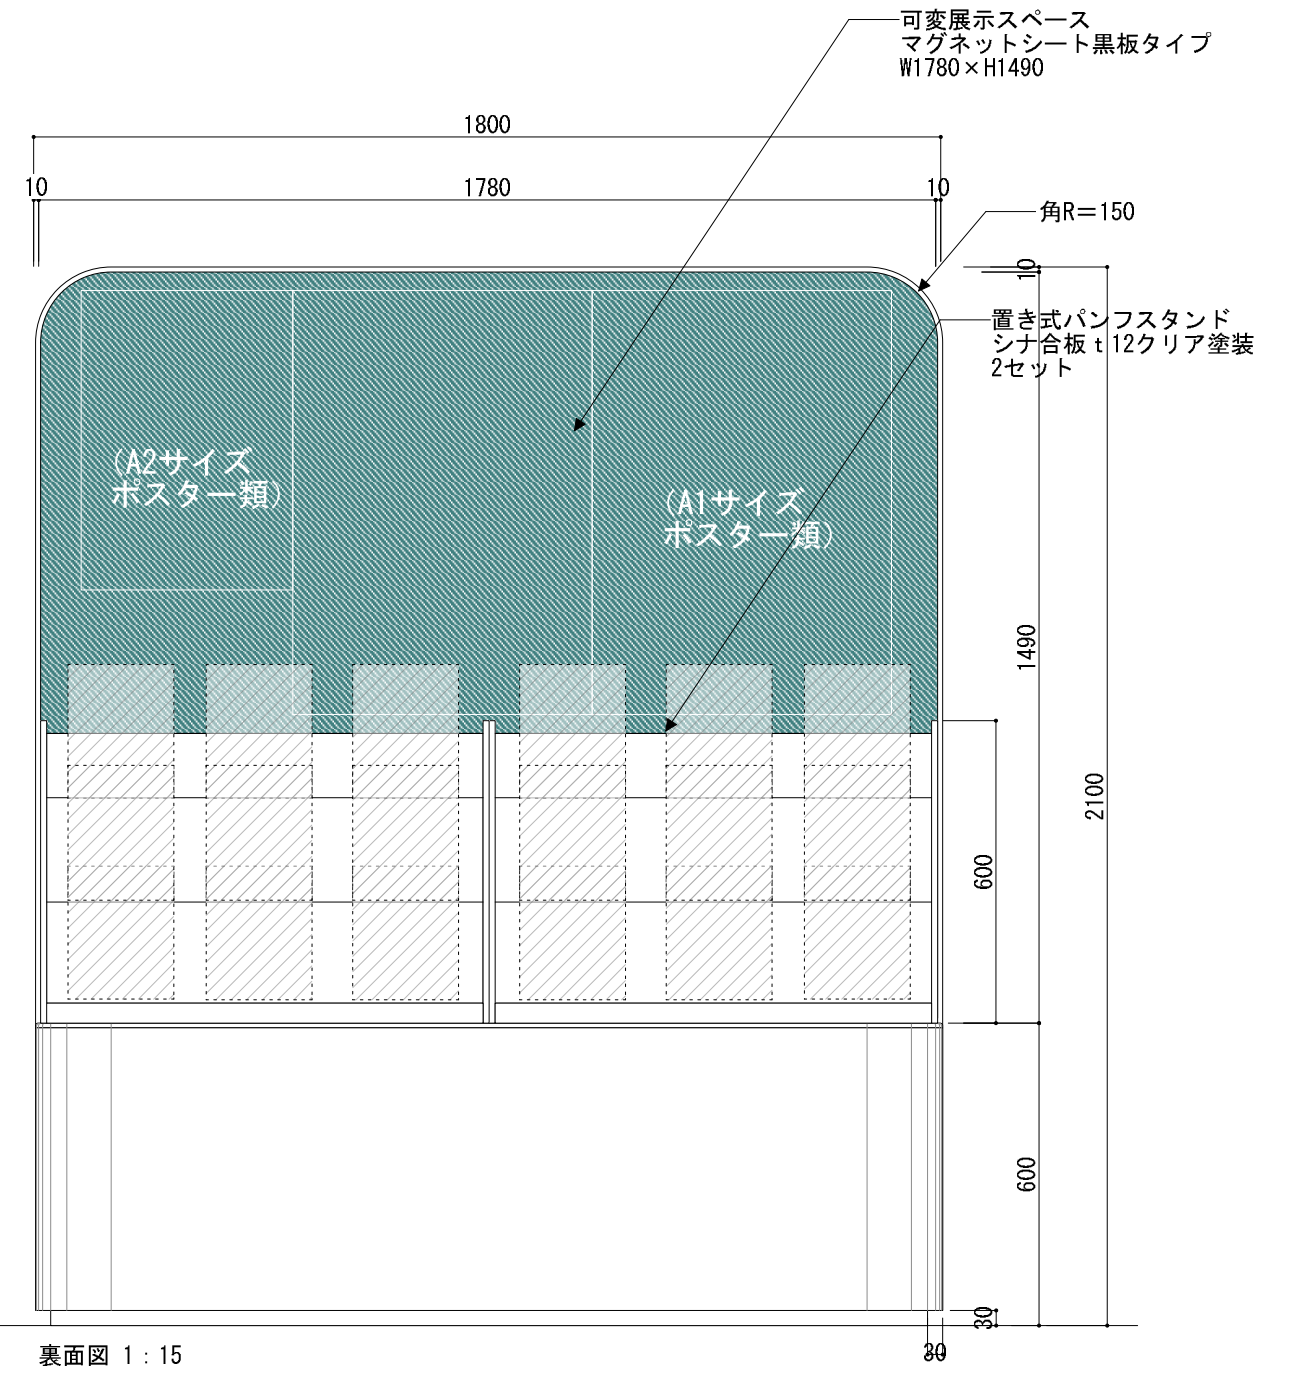 可変展示スペース
マグネットシート黒板タイプ
W1780×H1490
1800
10
1780
10
角R=150
10
置き式パンフスタンド
シナ合板ｔ12クリア塗装
2セット
(A2サイズ
ポスター類)
(A1サイズ
ポスター類)
1490
2100
600
600
30
30
裏面図 1：15